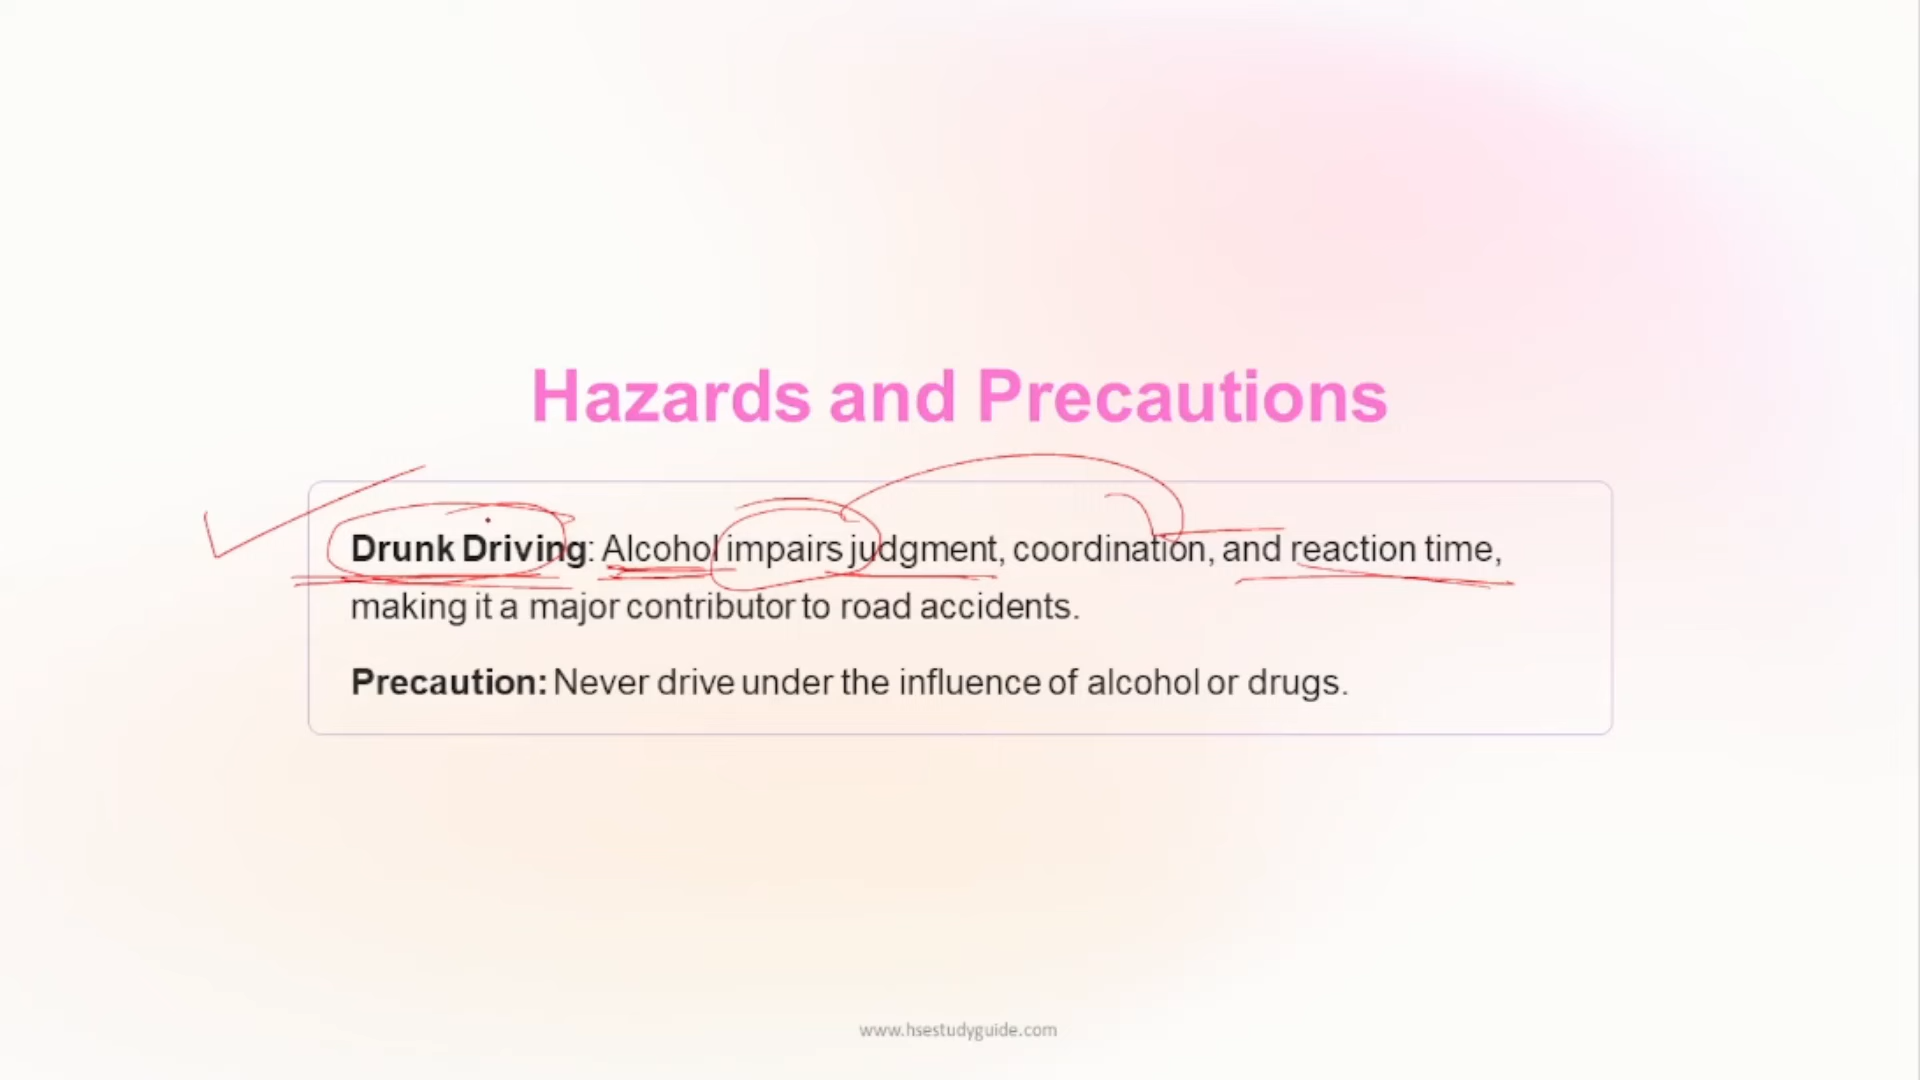 Hazards and Precautions
Drunk Driving: Alcohol impairs judgment, coordination, and reaction time,
making it a major contributor to road accidents.
Precaution: Never drive under the influence of alcohol or drugs.
www.hsestudyguide.com